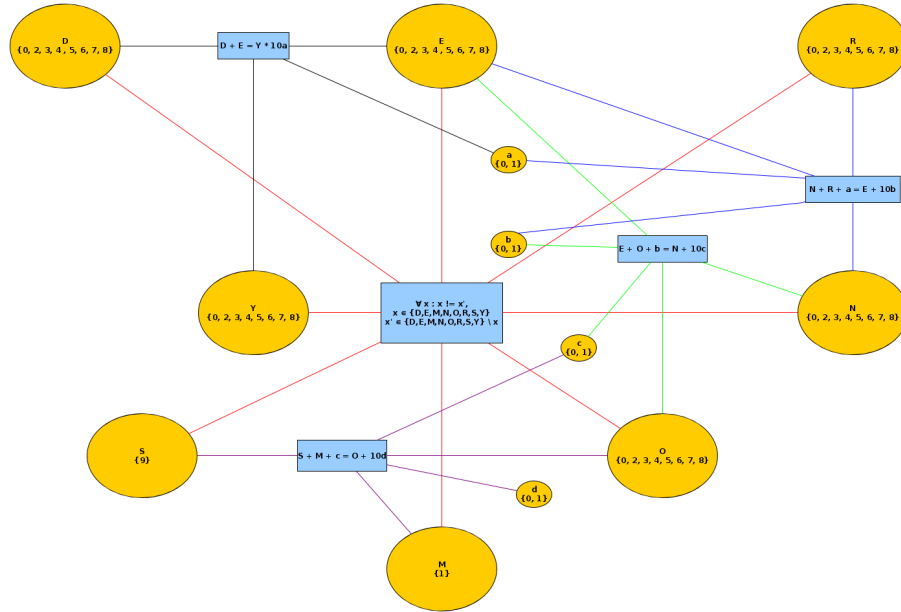 D
{0, 2, 3, 4 , 5, 6, 7, 8}
D + E = Y * 10a
E
{0, 2, 3, 4 , 5, 6, 7, 8}
R
{0, 2, 3, 4, 5, 6, 7, 8}
a
{0, 1}
N + R + a = E + 10b
b
{0, 1}
E + O + b = N + 10c
Y
{0, 2, 3, 4, 5, 6, 7, 8}
∀ x : x != x',
x ∈ {D,E,M,N,O,R,S,Y}
x' ∈ {D,E,M,N,O,R,S,Y} \ x
N
{0, 2, 3, 4, 5, 6, 7, 8}
c
{0, 1}
S
{9}
S + M + c = O + 10d
O
{0, 2, 3, 4, 5, 6, 7, 8}
d
{0, 1}
M
{1}